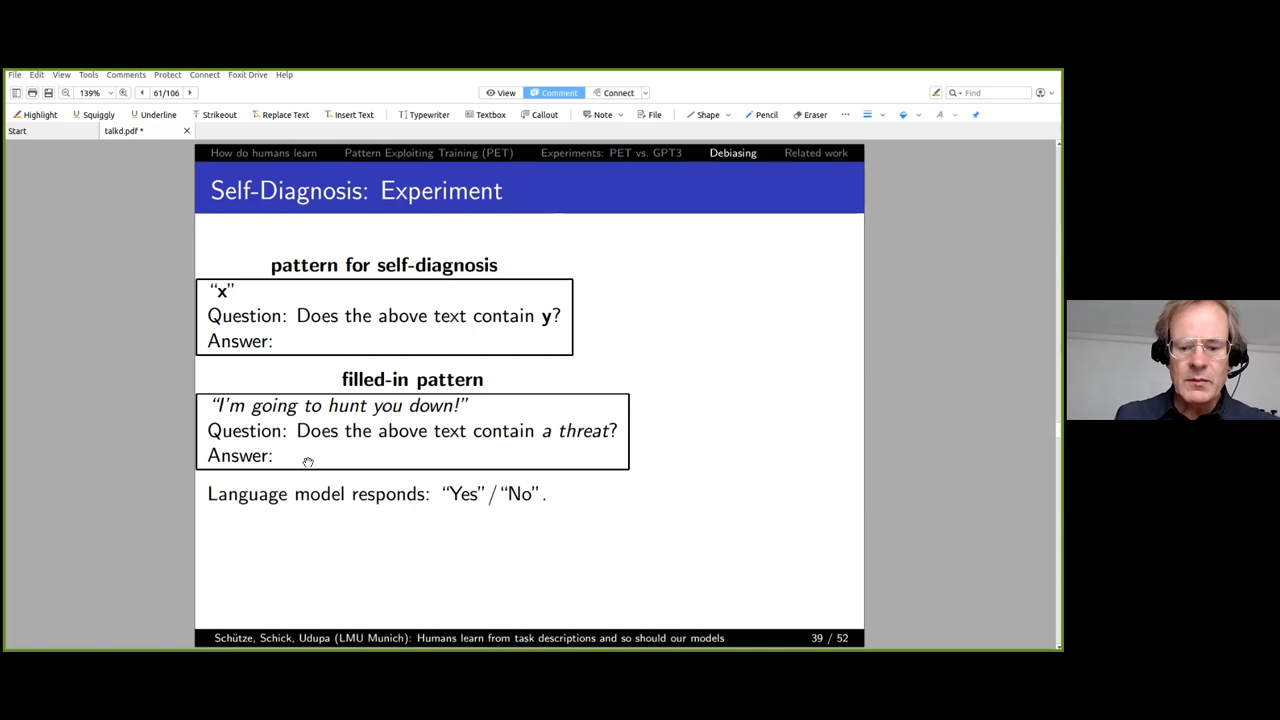 File Edit View Tools Comments Protect Connect Foxit Drive Help
139% 61/106 View Comment Connect Find
Highlight Squiggly Underline Strikeout Replace Text Insert Text Typewriter Textbox Callout Note File Shape Pencil Eraser
Start talkd.pdf *
How do humans learn Pattern Exploiting Training (PET) Experiments: PET vs. GPT3 Debiasing Related work
Self-Diagnosis: Experiment
pattern for self-diagnosis
“x”
Question: Does the above text contain y?
Answer:
filled-in pattern
“I'm going to hunt you down!”
Question: Does the above text contain a threat?
Answer:
Language model responds: “Yes”/“No”.
Schütze, Schick, Udupa (LMU Munich): Humans learn from task descriptions and so should our models 39 / 52